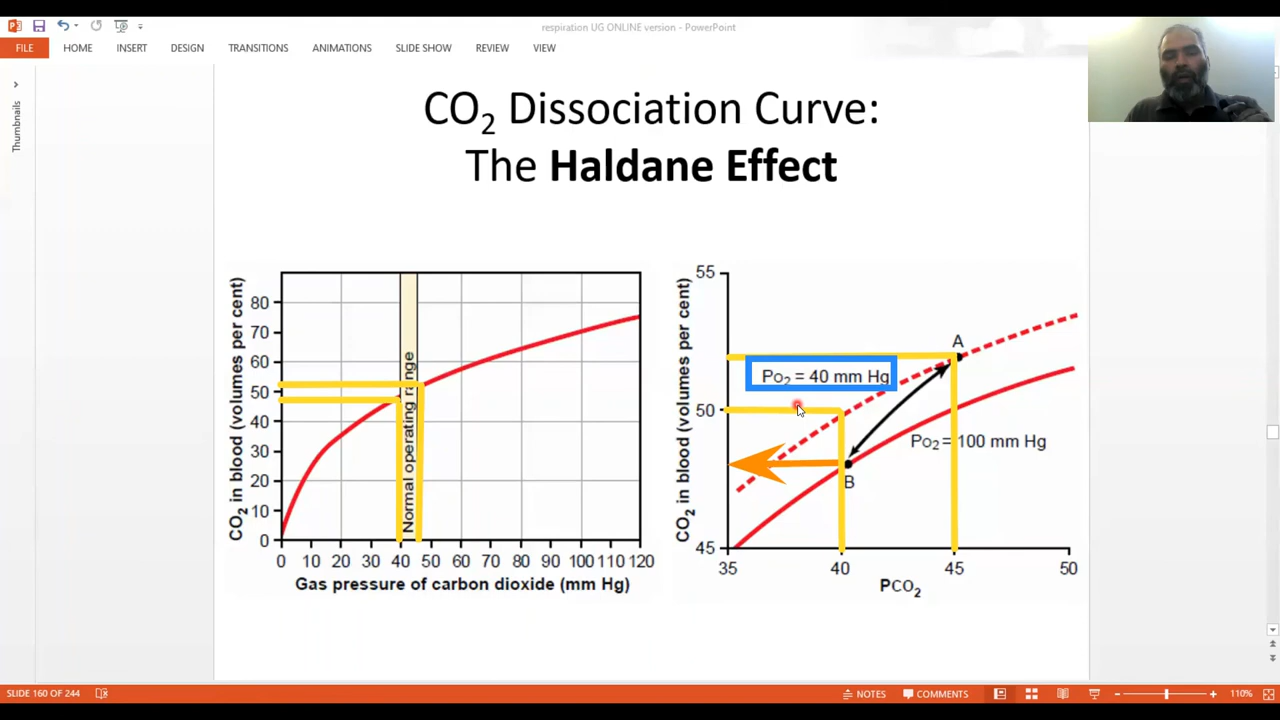 respiration UG ONLINE version - PowerPoint
FILE HOME INSERT DESIGN TRANSITIONS ANIMATIONS SLIDE SHOW REVIEW VIEW
Thumbnails
CO₂ Dissociation Curve:
The Haldane Effect
CO₂ in blood (volumes per cent)
80
70
60
50
40
30
20
10
0
Normal operating range
0 10 20 30 40 50 60 70 80 90 100 110 120
Gas pressure of carbon dioxide (mm Hg)
CO₂ in blood (volumes per cent)
55
50
45
A
Po₂ = 40 mm Hg
Po₂ = 100 mm Hg
B
35 40 45 50
PCO₂
SLIDE 160 OF 244
NOTES COMMENTS 110%